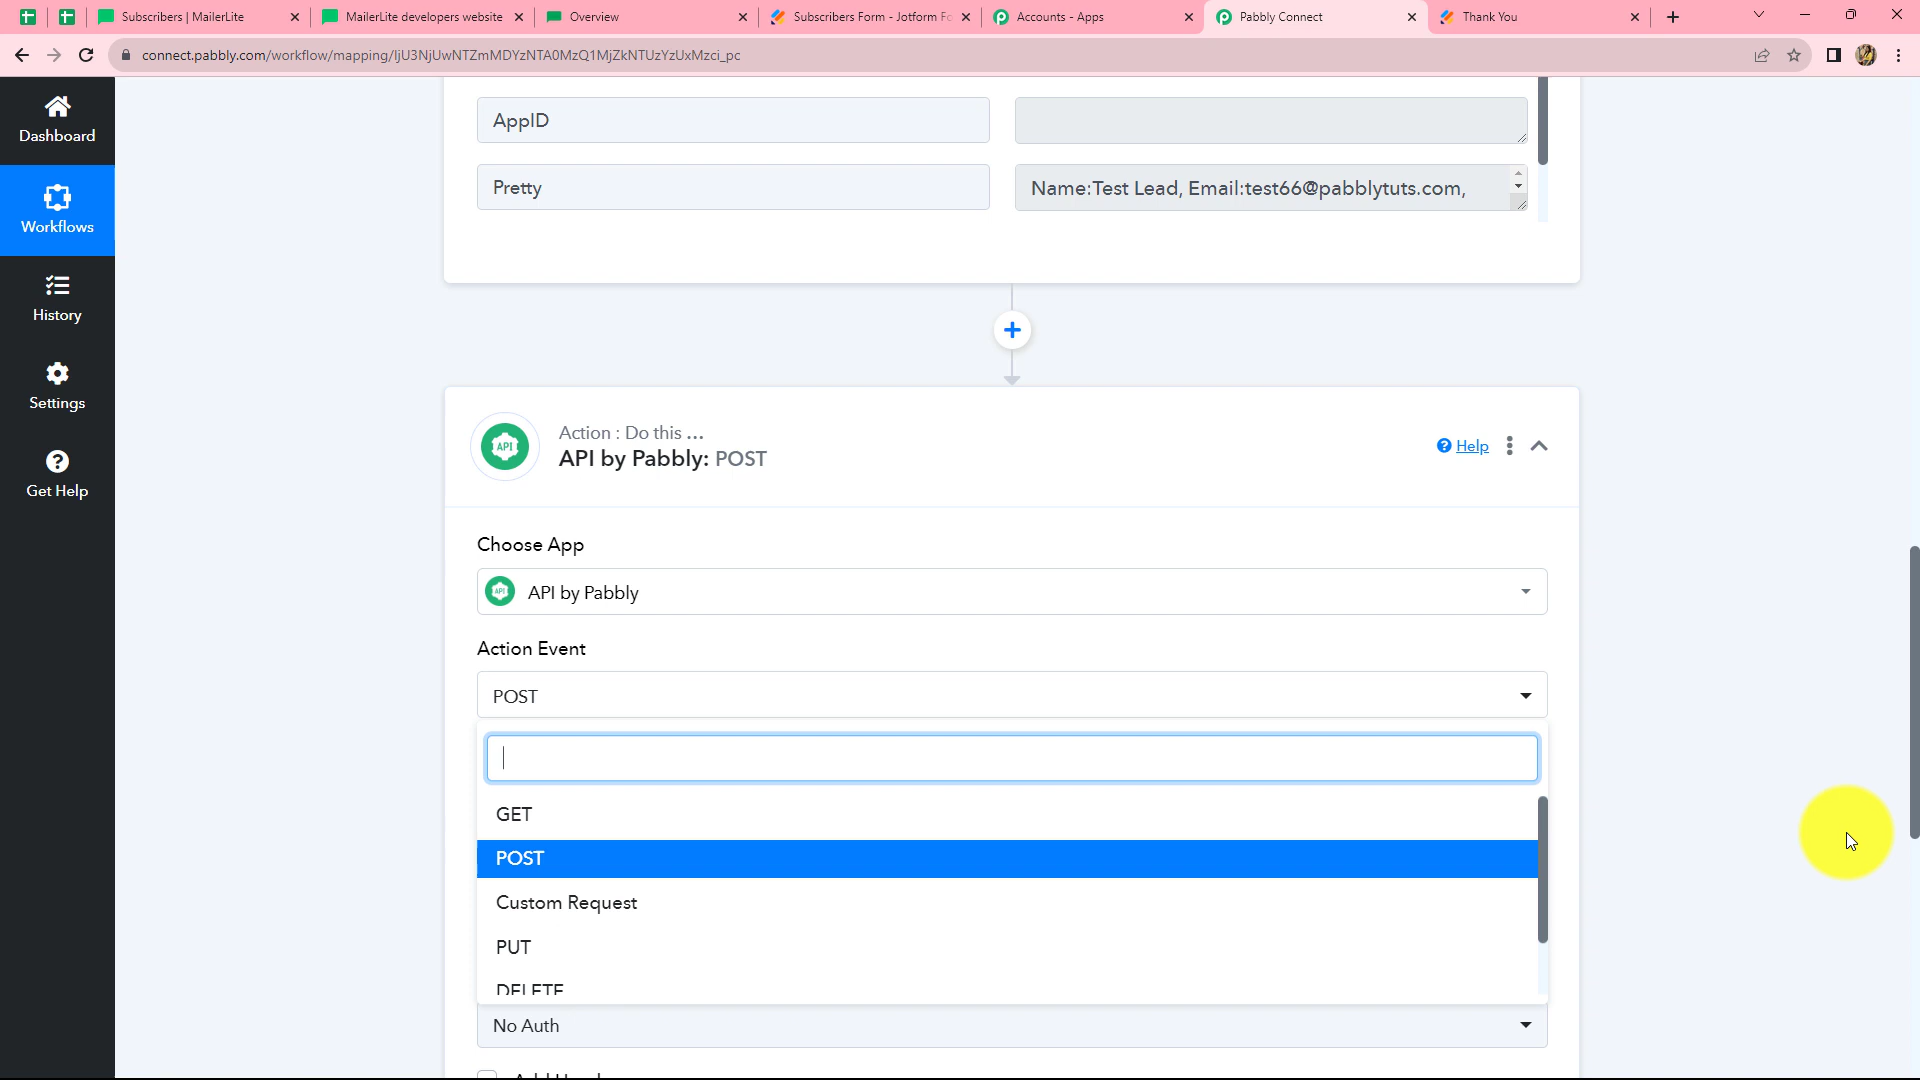 Subscribers | MailerLite
MailerLite developers website
Overview
Subscribers Form - Jotform Fo
Accounts - Apps
Pabbly Connect
Thank You
connect.pabbly.com/workflow/mapping/IjU3NjUwNTZmMDYzNTA0MzQ1MjZkNTUzYzUxMzci_pc
Dashboard
Workflows
History
Settings
Get Help
AppID
Pretty
Name:Test Lead, Email:test66@pabblytuts.com,
Action : Do this ...
API by Pabbly: POST
Help
API
Choose App
API by Pabbly
Action Event
POST
GET
POST
Custom Request
PUT
DELETE
No Auth